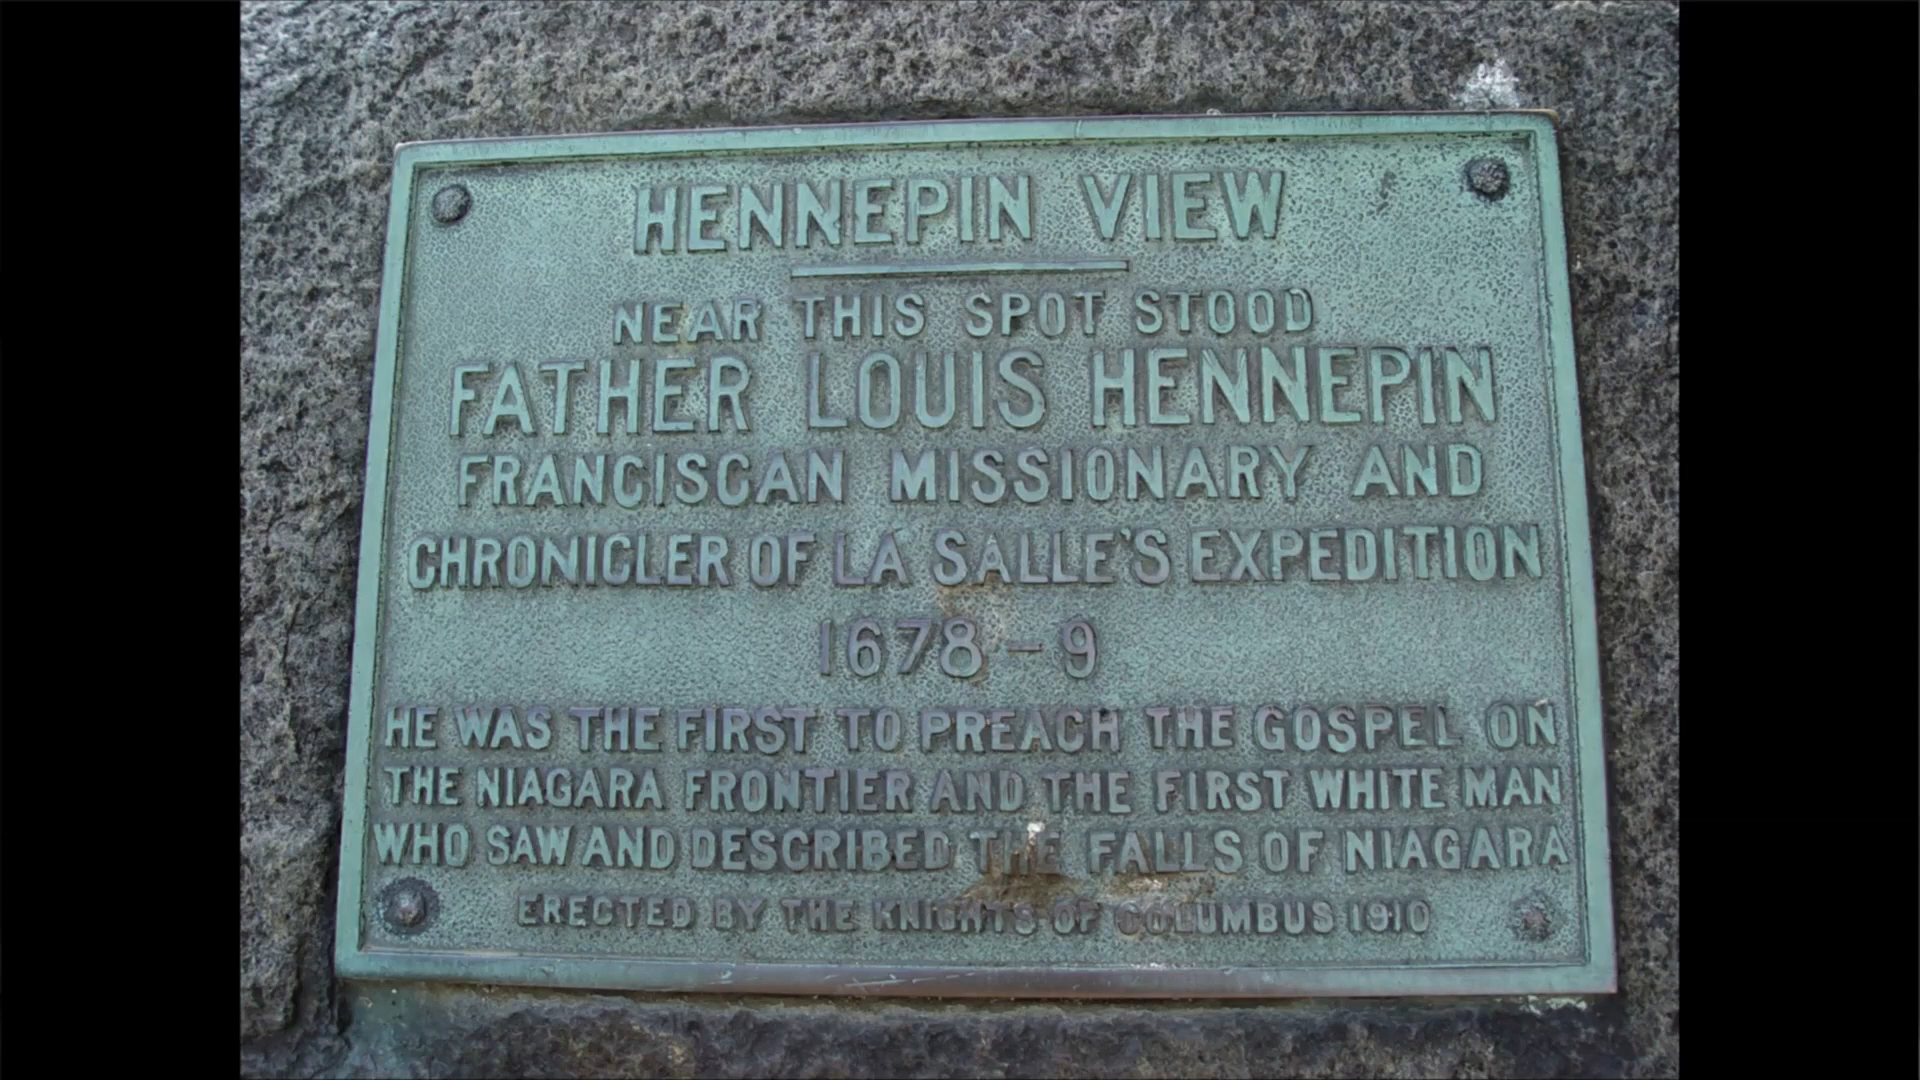 HENNEPIN VIEW
NEAR THIS SPOT STOOD
FATHER LOUIS HENNEPIN
FRANCISCAN MISSIONARY AND
CHRONICLER OF LA SALLE'S EXPEDITION
1678-9
HE WAS THE FIRST TO PREACH THE GOSPEL ON
THE NIAGARA FRONTIER AND THE FIRST WHITE MAN
WHO SAW AND DESCRIBED THE FALLS OF NIAGARA
ERECTED BY THE KNIGHTS OF COLUMBUS 1910